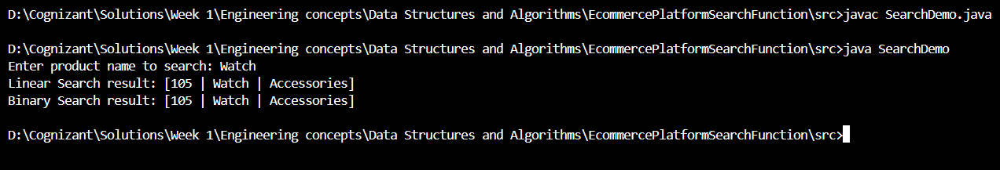 D:\Cognizant\Solutions\Week 1\Engineering concepts\Data Structures and Algorithms\EcommercePlatformSearchFunction\src>javac SearchDemo.java
D:\Cognizant\Solutions\Week 1\Engineering concepts\Data Structures and Algorithms\EcommercePlatformSearchFunction\src>java SearchDemo
Enter product name to search: Watch
Linear Search result: [105 | Watch | Accessories]
Binary Search result: [105 | Watch | Accessories]
D:\Cognizant\Solutions\Week 1\Engineering concepts\Data Structures and Algorithms\EcommercePlatformSearchFunction\src>